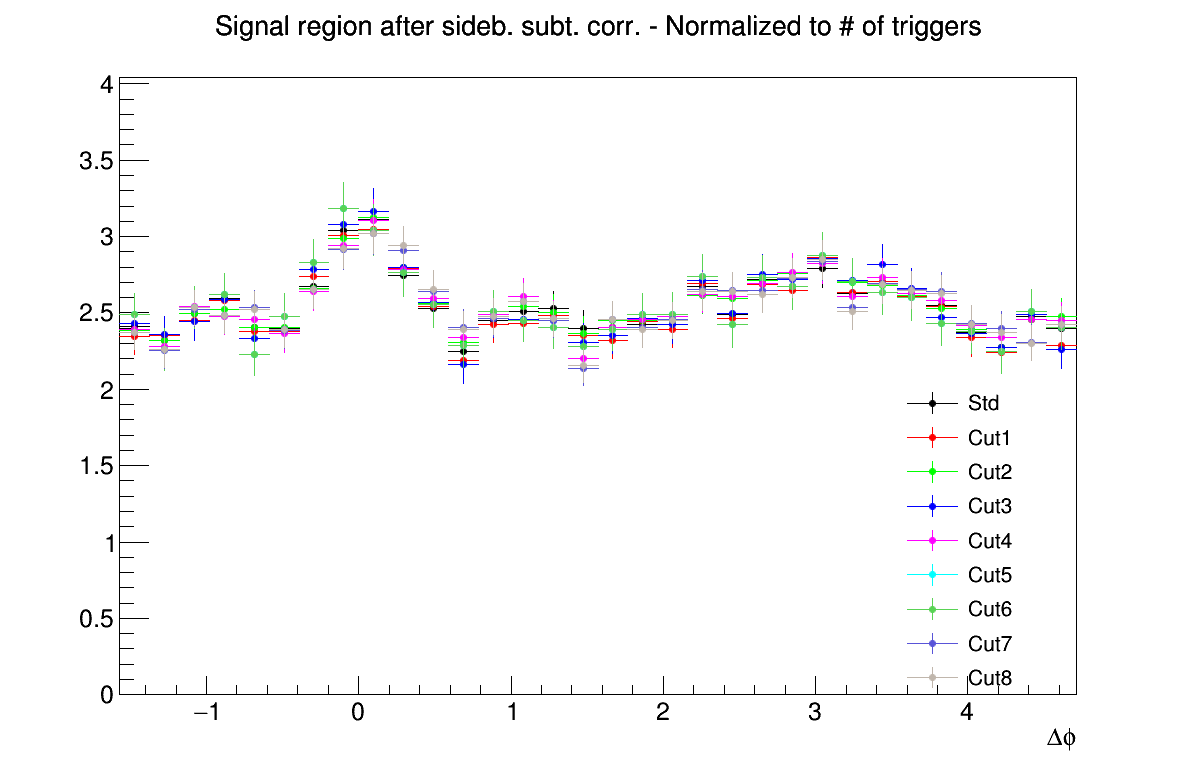 Signal region after sideb. subt. corr. - Normalized to # of triggers
4
3.5
3
2.5
2
1.5
1
0.5
0
Std
Cut1
Cut2
Cut3
Cut4
Cut5
Cut6
Cut7
Cut8
−1 0 1 2 3 4
Δϕ